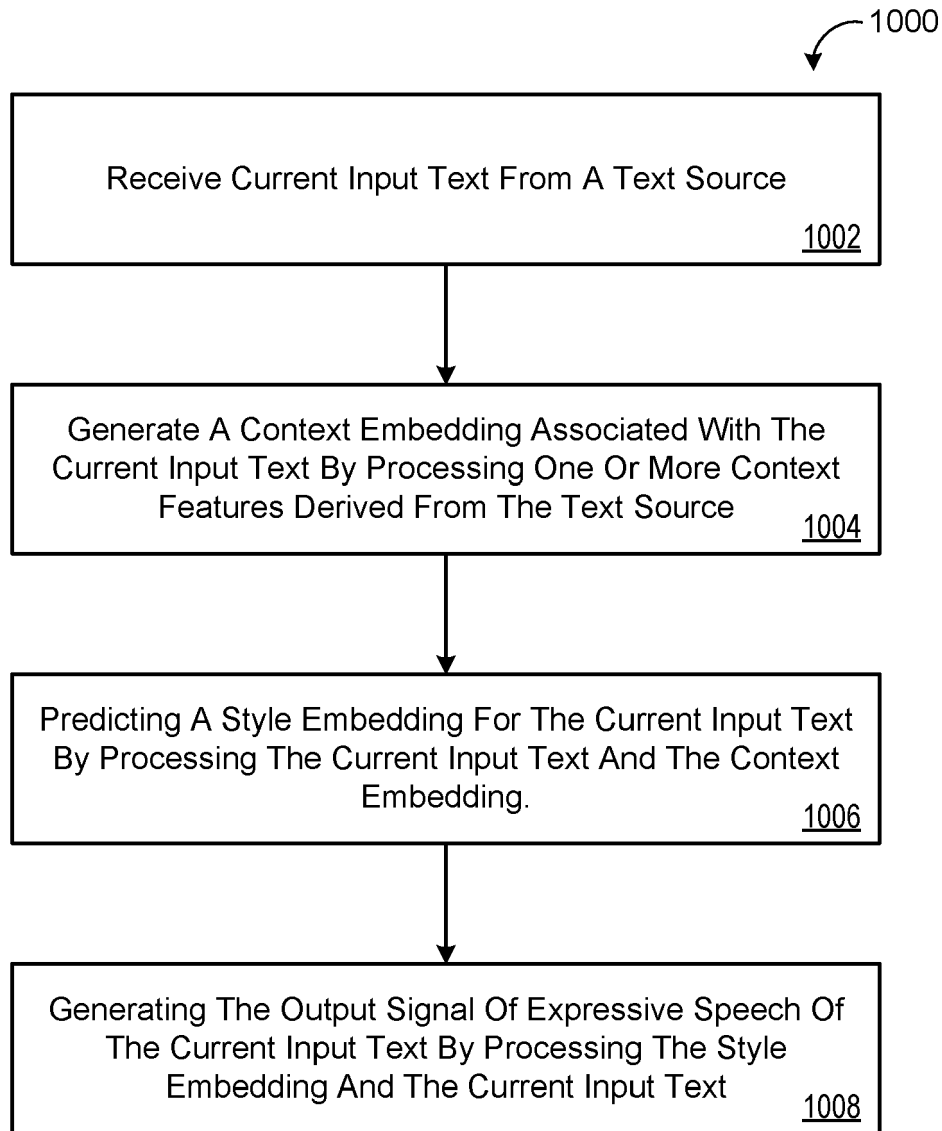 1000
Receive Current Input Text From A Text Source
1002
Generate A Context Embedding Associated With The
Current Input Text By Processing One Or More Context
Features Derived From The Text Source
1004
Predicting A Style Embedding For The Current Input Text
By Processing The Current Input Text And The Context
Embedding.
1006
Generating The Output Signal Of Expressive Speech Of
The Current Input Text By Processing The Style
Embedding And The Current Input Text
1008